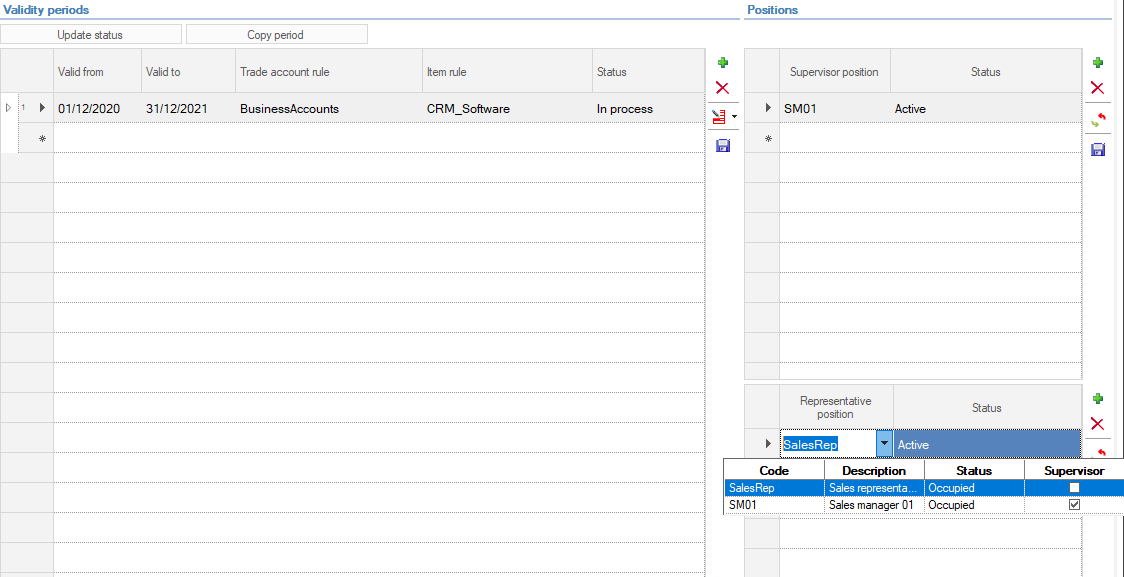 Validity periods
Update status
Copy period
Valid from Valid to Trade account rule Item rule Status
1 01/12/2020 31/12/2021 BusinessAccounts CRM_Software In process
Positions
Supervisor position Status
SM01 Active
Representative
position Status
SalesRep Active
Code Description Status Supervisor
SalesRep Sales representa... Occupied
SM01 Sales manager 01 Occupied